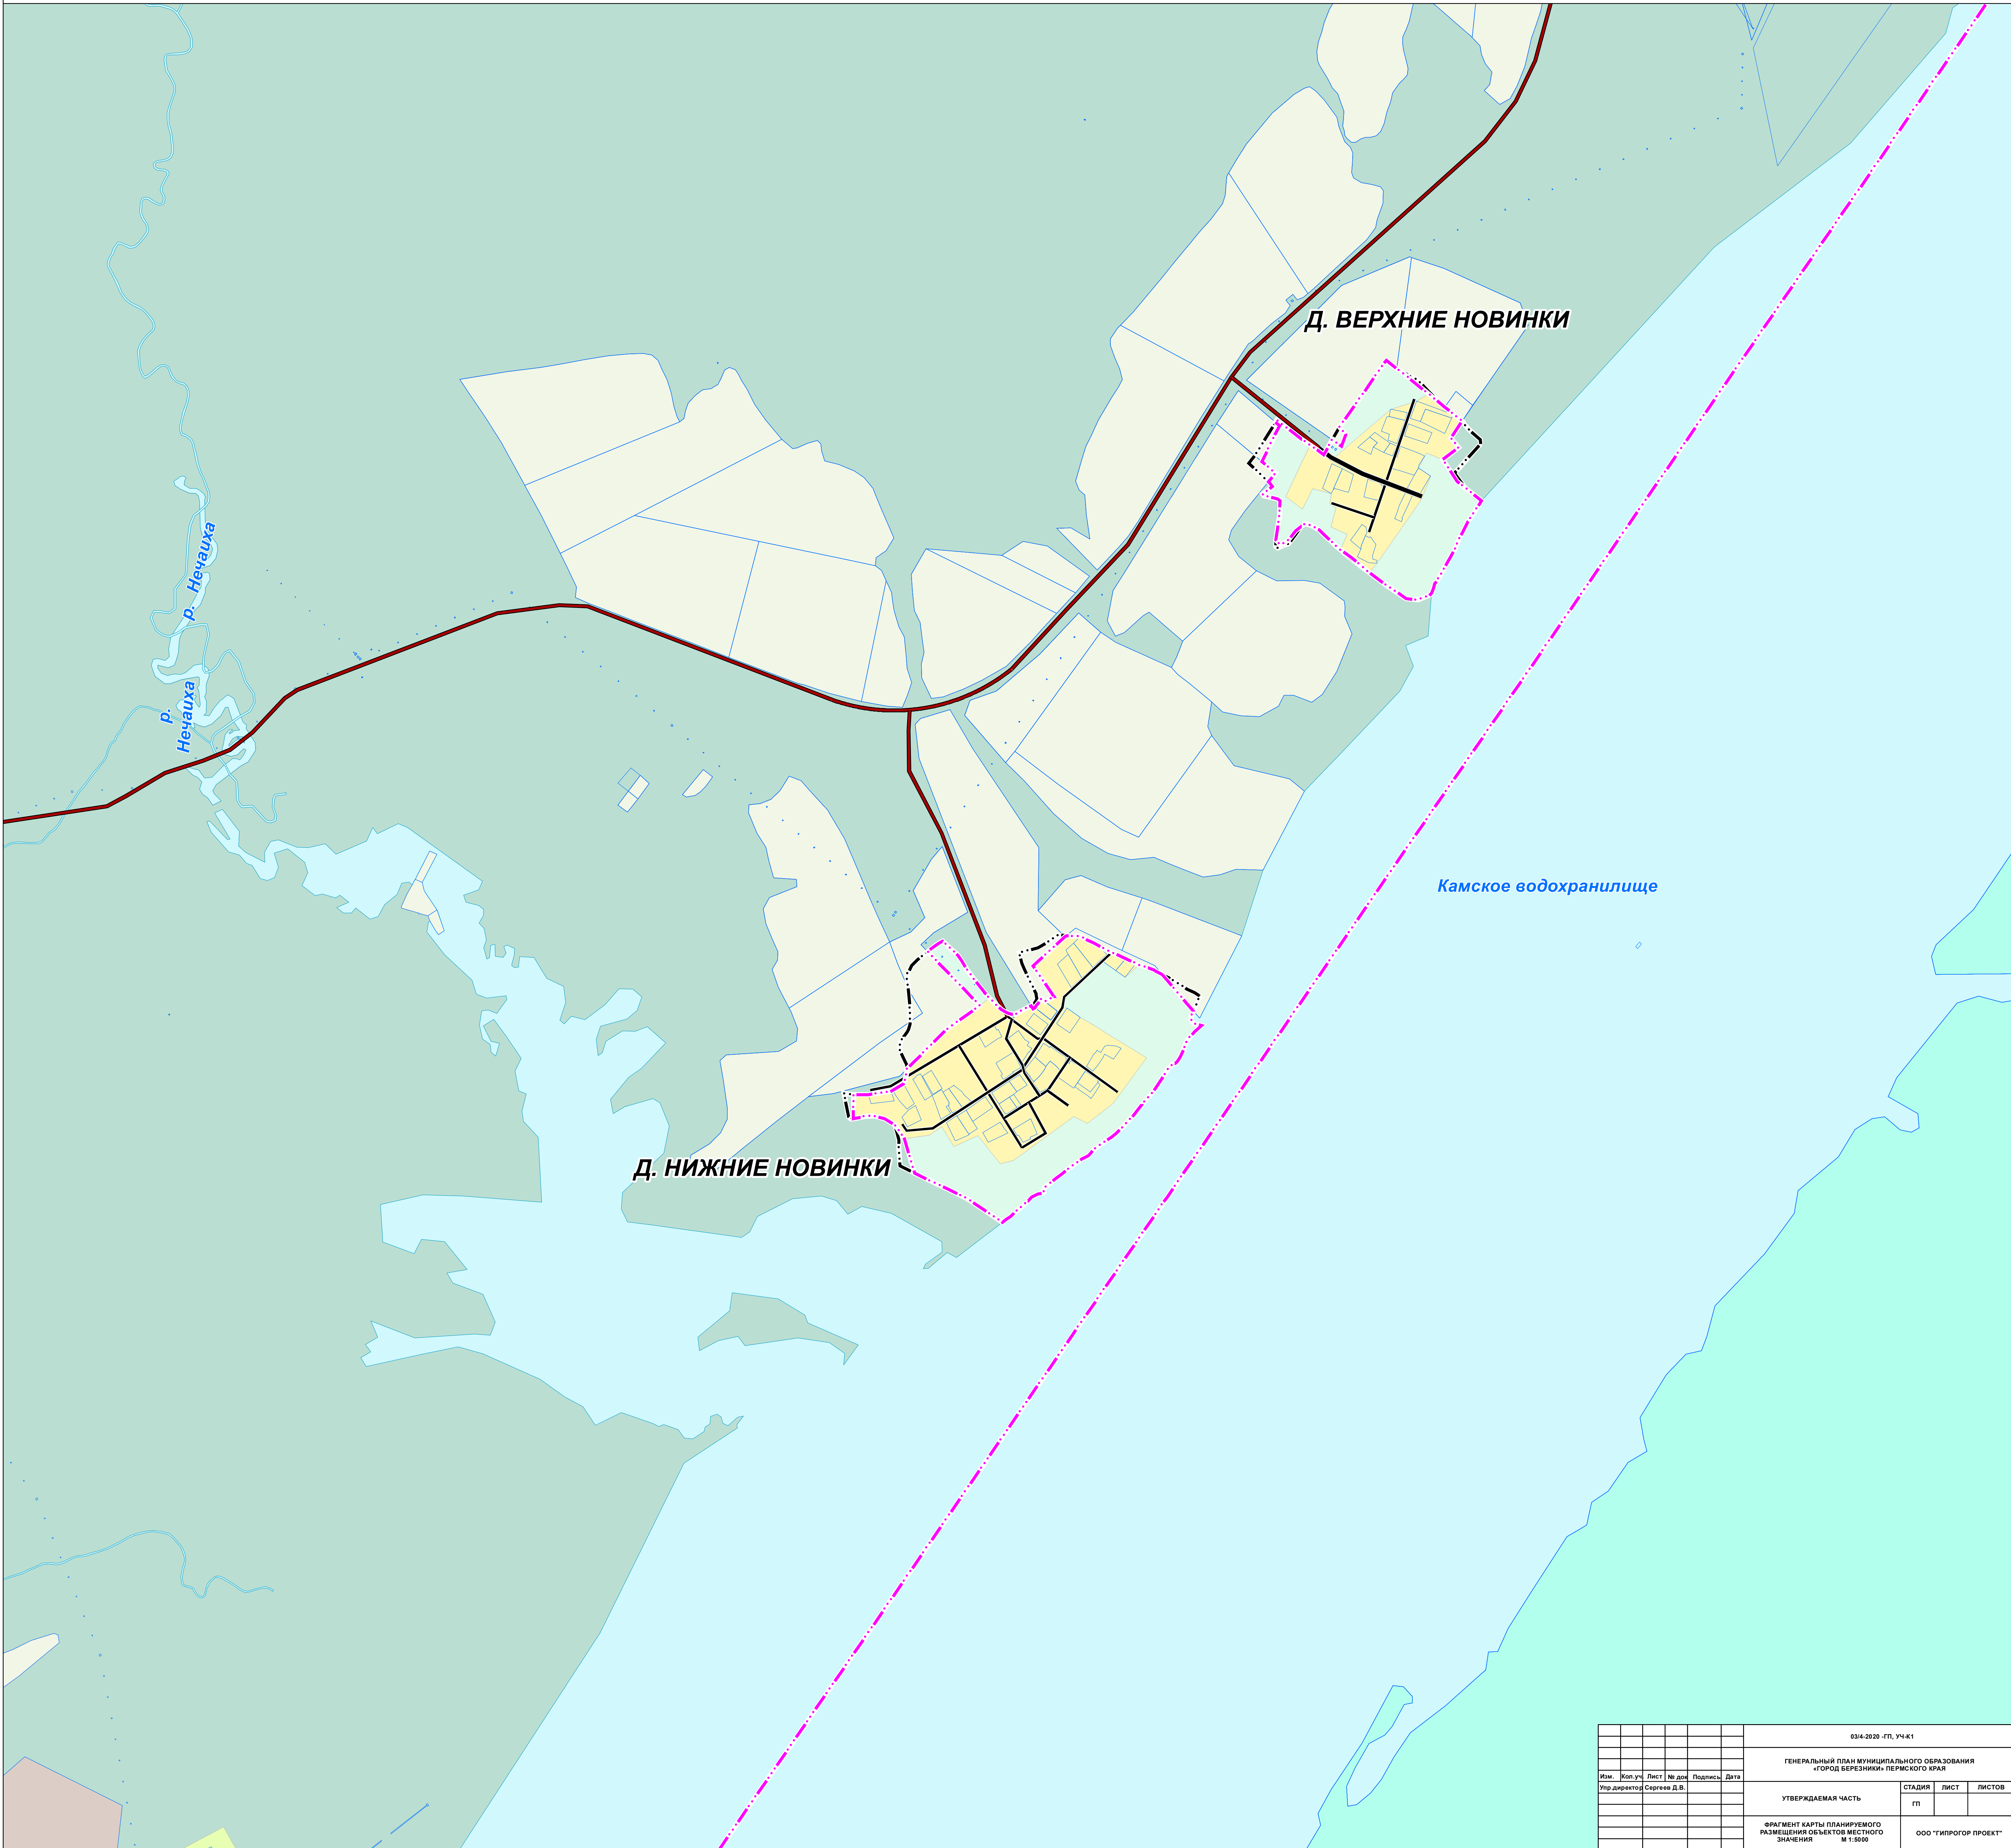 Д. ВЕРХНИЕ НОВИНКИ
р. Нечаиха
р.
Нечаиха
Камское водохранилище
Д. НИЖНИЕ НОВИНКИ
03/4-2020 -ГП, УЧ-К1
ГЕНЕРАЛЬНЫЙ ПЛАН МУНИЦИПАЛЬНОГО ОБРАЗОВАНИЯ
«ГОРОД БЕРЕЗНИКИ» ПЕРМСКОГО КРАЯ
Изм. Кол.уч Лист № док Подпись Дата
Упр.директор Сергеев Д.В.
УТВЕРЖДАЕМАЯ ЧАСТЬ
СТАДИЯ ЛИСТ ЛИСТОВ
ГП
ФРАГМЕНТ КАРТЫ ПЛАНИРУЕМОГО
РАЗМЕЩЕНИЯ ОБЪЕКТОВ МЕСТНОГО
ЗНАЧЕНИЯ М 1:5000
ООО "ГИПРОГОР ПРОЕКТ"